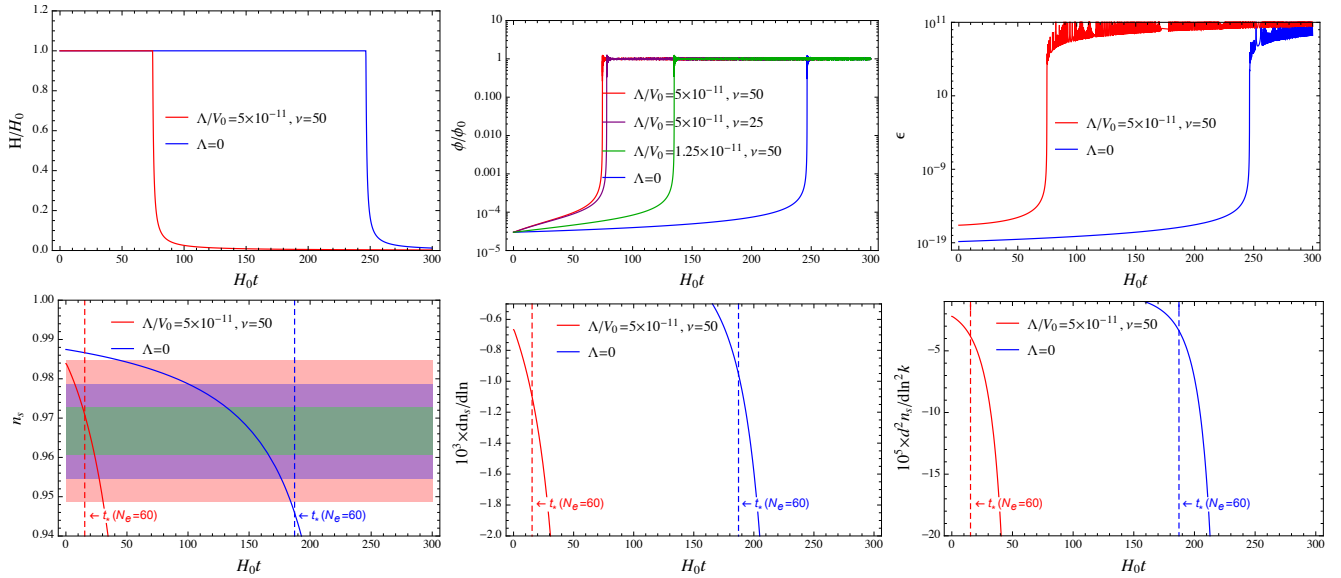 1.2
1.0
0.8
0.6
0.4
0.2
0.0
H/H₀
Λ/V₀=5×10⁻¹¹, ν=50
Λ=0
0 50 100 150 200 250 300
H₀t
10
1
0.100
0.010
0.001
10⁻⁴
10⁻⁵
ϕ/ϕ₀
Λ/V₀=5×10⁻¹¹, ν=50
Λ/V₀=5×10⁻¹¹, ν=25
Λ/V₀=1.25×10⁻¹¹, ν=50
Λ=0
0 50 100 150 200 250 300
H₀t
10¹¹
10
10⁻⁹
10⁻¹⁹
ϵ
Λ/V₀=5×10⁻¹¹, ν=50
Λ=0
0 50 100 150 200 250 300
H₀t
1.00
0.99
0.98
0.97
0.96
0.95
0.94
nₛ
Λ/V₀=5×10⁻¹¹, ν=50
Λ=0
← t⁎ (Nₑ=60)
← t⁎ (Nₑ=60)
0 50 100 150 200 250 300
H₀t
-0.6
-0.8
-1.0
-1.2
-1.4
-1.6
-1.8
-2.0
10³×dnₛ/dln
Λ/V₀=5×10⁻¹¹, ν=50
Λ=0
← t⁎ (Nₑ=60)
← t⁎ (Nₑ=60)
0 50 100 150 200 250 300
H₀t
-5
-10
-15
-20
10⁵×d²nₛ/dln²k
Λ/V₀=5×10⁻¹¹, ν=50
Λ=0
← t⁎ (Nₑ=60)
← t⁎ (Nₑ=60)
0 50 100 150 200 250 300
H₀t